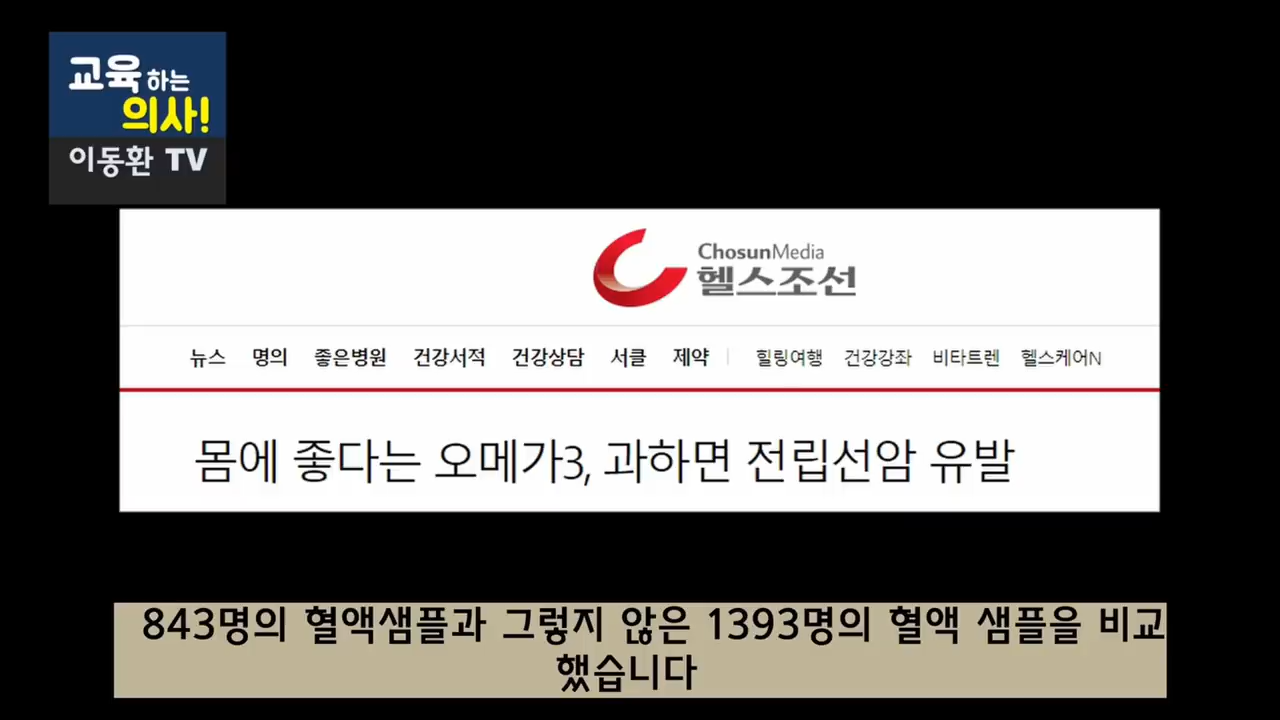 교육하는
의사!
이동환 TV
ChosunMedia
헬스조선
뉴스 명의 좋은병원 건강서적 건강상담 서클 제약 힐링여행 건강강좌 비타트렌 헬스케어N
몸에 좋다는 오메가3, 과하면 전립선암 유발
843명의 혈액샘플과 그렇지 않은 1393명의 혈액 샘플을 비교
했습니다